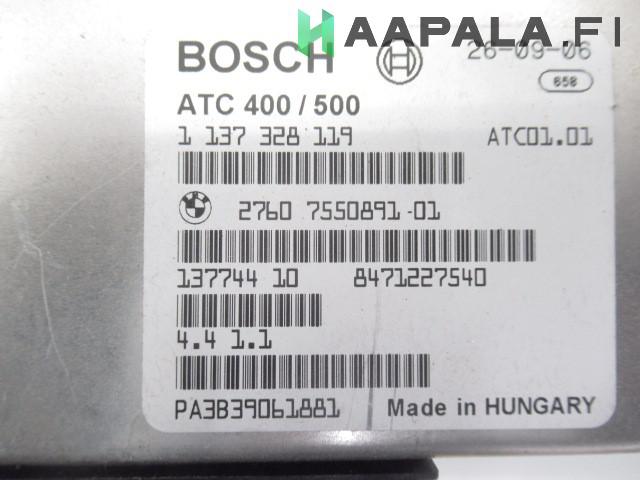 HAAPALA.FI
BOSCH 26-09-06
658
ATC 400 / 500
1 137 328 119 ATC01.01
2760 7550891-01
137744 10 8471227540
4.4 1.1
PA3B39061881 Made in HUNGARY